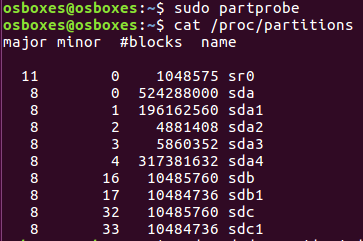 osboxes@osboxes:~$ sudo partprobe
osboxes@osboxes:~$ cat /proc/partitions
major minor  #blocks  name
11 0 1048575 sr0
8 0 524288000 sda
8 1 196162560 sda1
8 2 4881408 sda2
8 3 5860352 sda3
8 4 317381632 sda4
8 16 10485760 sdb
8 17 10484736 sdb1
8 32 10485760 sdc
8 33 10484736 sdc1